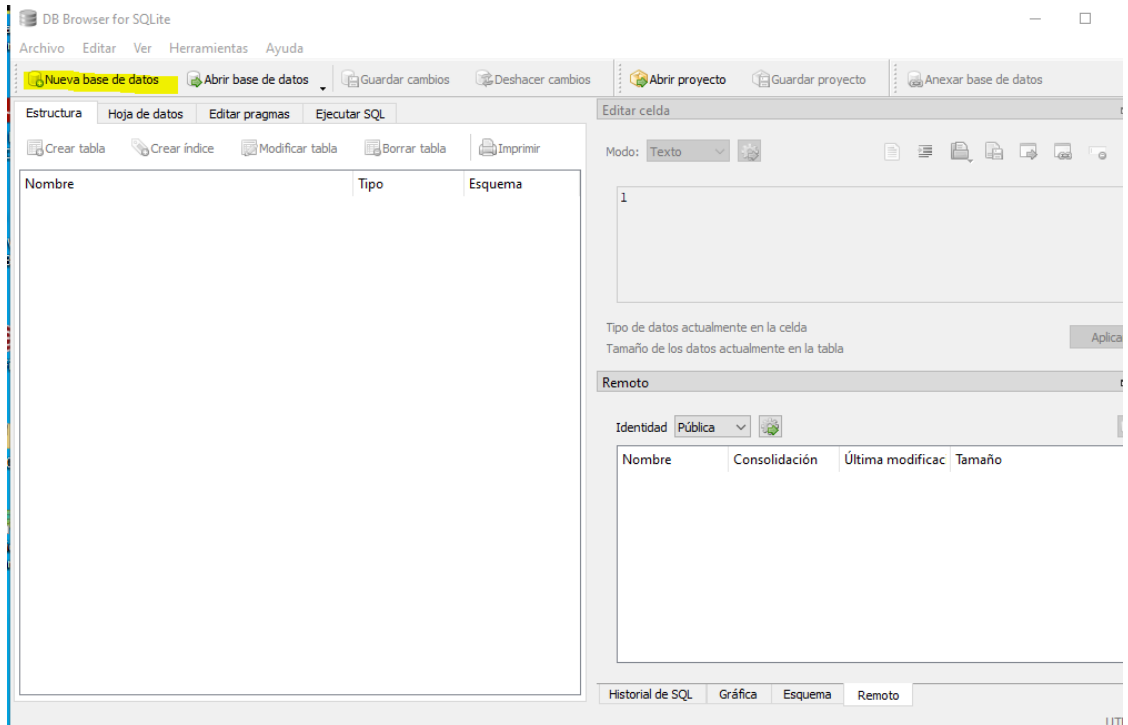 DB Browser for SQLite
Archivo Editar Ver Herramientas Ayuda
Nueva base de datos Abrir base de datos Guardar cambios Deshacer cambios Abrir proyecto Guardar proyecto Anexar base de datos
Estructura Hoja de datos Editar pragmas Ejecutar SQL
Crear tabla Crear índice Modificar tabla Borrar tabla Imprimir
Nombre Tipo Esquema
Editar celda
Modo: Texto
1
Tipo de datos actualmente en la celda
Tamaño de los datos actualmente en la tabla
Aplica
Remoto
Identidad Pública
Nombre Consolidación Última modificac Tamaño
Historial de SQL Gráfica Esquema Remoto